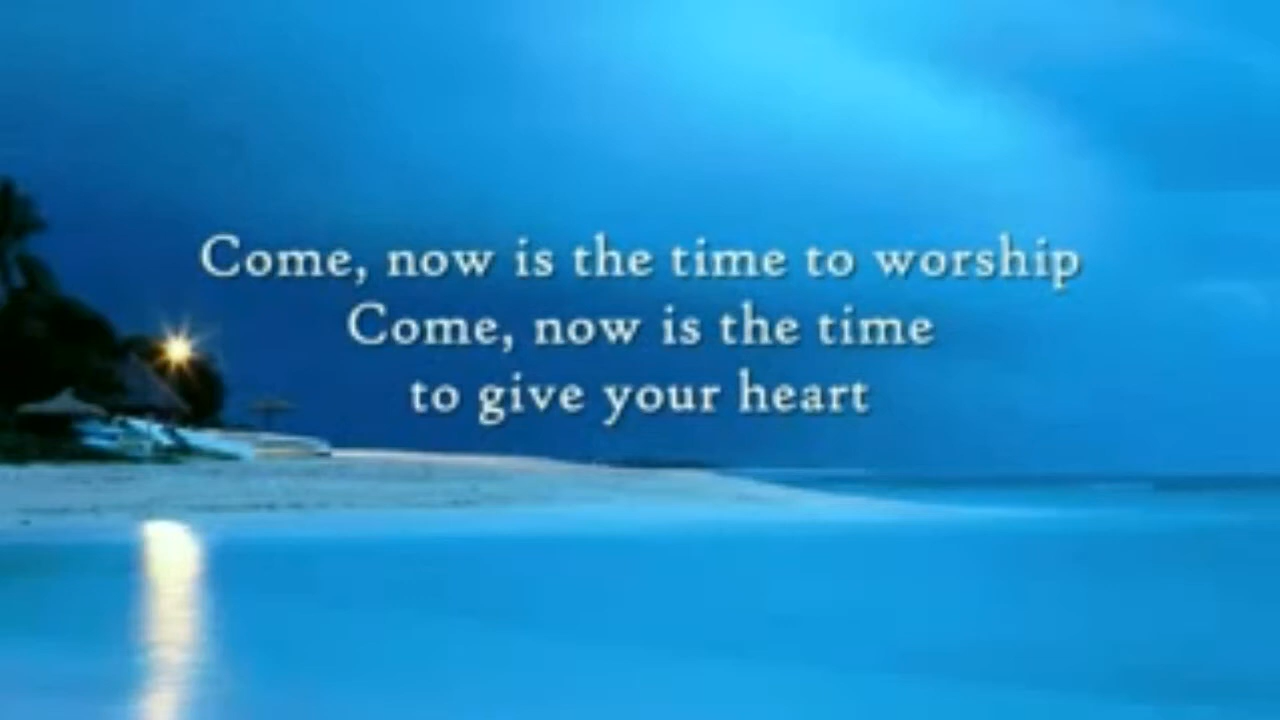 Come, now is the time to worship
Come, now is the time
to give your heart